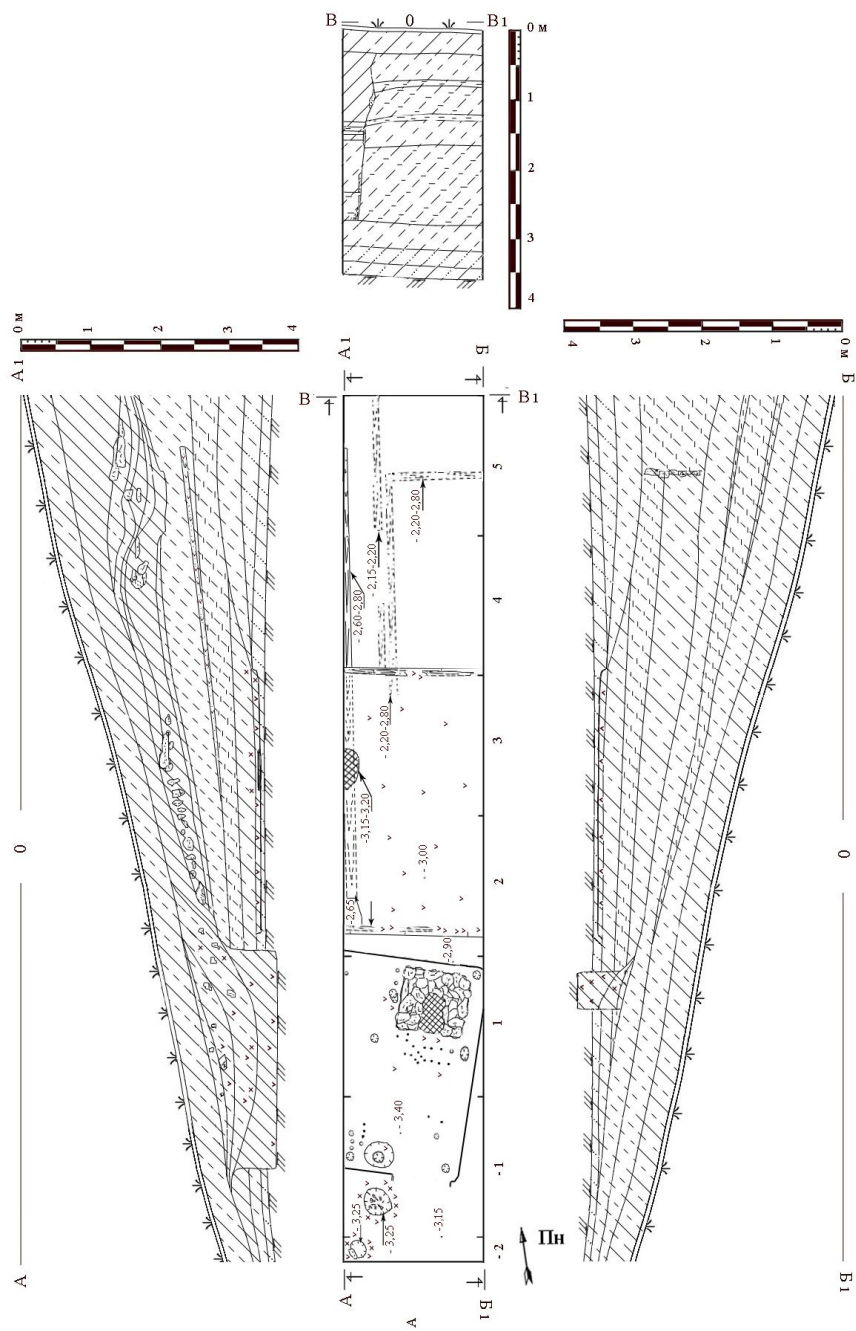 В 0 В1
0 м
1
2
3
4
0 м 1 2 3 4
4 3 2 1 0 м
А1
А1
Б
Б
В
В1
5
4
3
2
1
- 1
- 2
- 2,20-2,80
- 2,15-2,20
2,60-2,80
- 2,20-2,80
-3,15-3,20
- 3,00
-2,65
-2,90
- 3,40
- 3,25
- 3,25
- 3,15
0
0
Пн
А
А
Б1
Б1
А